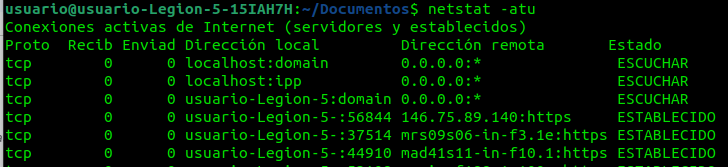 usuario@usuario-Legion-5-15IAH7H:~/Documentos$ netstat -atu
Conexiones activas de Internet (servidores y establecidos)
Proto Recib Enviad Dirección local Dirección remota Estado
tcp 0 0 localhost:domain 0.0.0.0:* ESCUCHAR
tcp 0 0 localhost:ipp 0.0.0.0:* ESCUCHAR
tcp 0 0 usuario-Legion-5:domain 0.0.0.0:* ESCUCHAR
tcp 0 0 usuario-Legion-5-:56844 146.75.89.140:https ESTABLECIDO
tcp 0 0 usuario-Legion-5-:37514 mrs09s06-in-f3.1e:https ESTABLECIDO
tcp 0 0 usuario-Legion-5-:44910 mad41s11-in-f10.1:https ESTABLECIDO